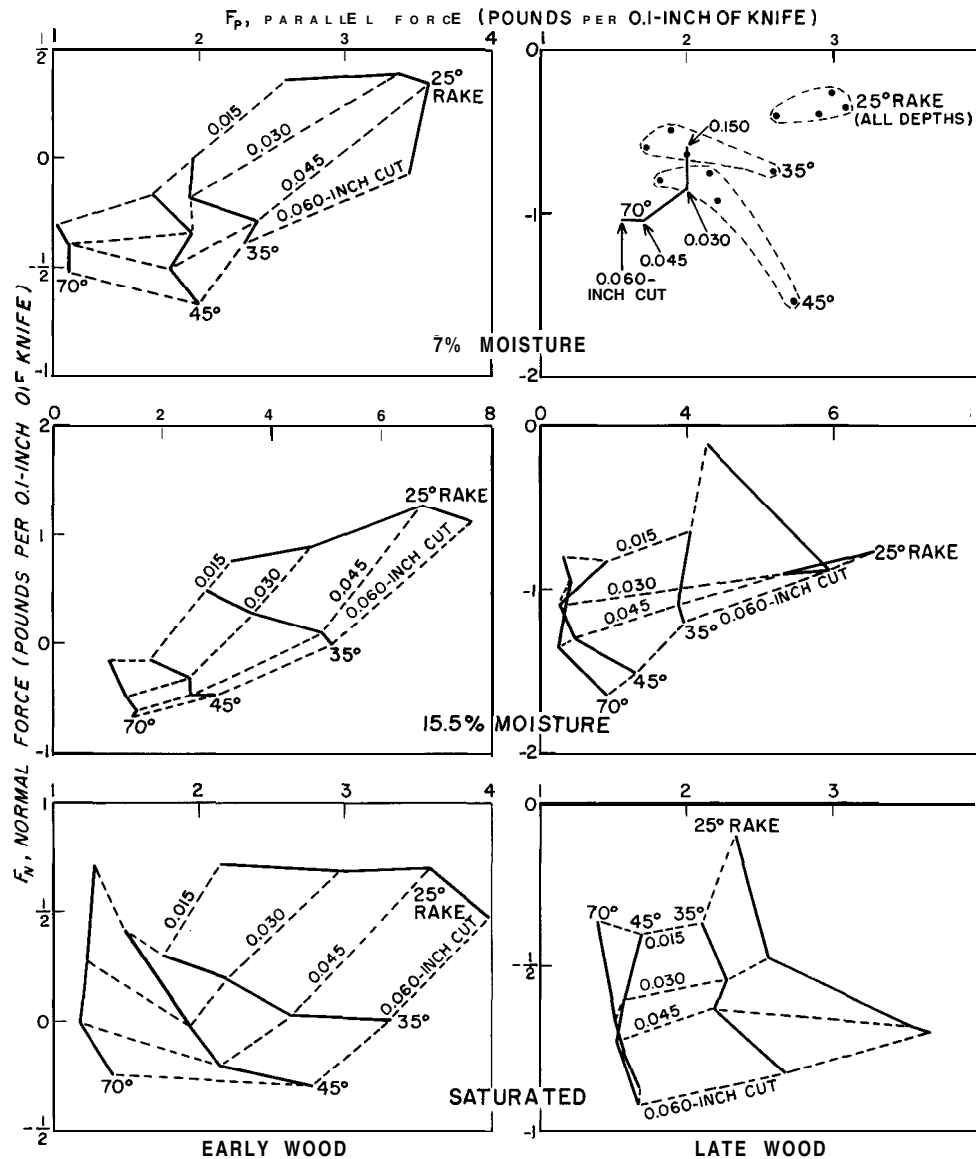 F_P, PARALLEL FORCE (POUNDS PER 0.1-INCH OF KNIFE)
F_N, NORMAL FORCE (POUNDS PER 0.1-INCH OF KNIFE)
1 2 3 4
1/2
0
-1/2
-1
0.015
0.030
0.045
0.060-INCH CUT
25° RAKE
35°
45°
70°
1 2 3
0
-1
-2
25° RAKE
(ALL DEPTHS)
0.150
35°
70°
0.030
0.045
0.060-
INCH CUT
45°
7% MOISTURE
0 2 4 6 8
2
1
0
-1
25° RAKE
0.015
0.030
0.045
0.060-INCH CUT
35°
45°
70°
0 4 6
0
-1
-2
0.015
25° RAKE
0.030
0.045
0.060-INCH CUT
35°
45°
70°
15.5% MOISTURE
1 2 3 4
1
1/2
0
-1/2
0.015
0.030
0.045
25°
RAKE
0.060-INCH CUT
35°
45°
70°
1 2 3
0
-1/2
-1
25° RAKE
70° 45° 35°
0.015
0.030
0.045
0.060-INCH CUT
SATURATED
EARLY WOOD
LATE WOOD